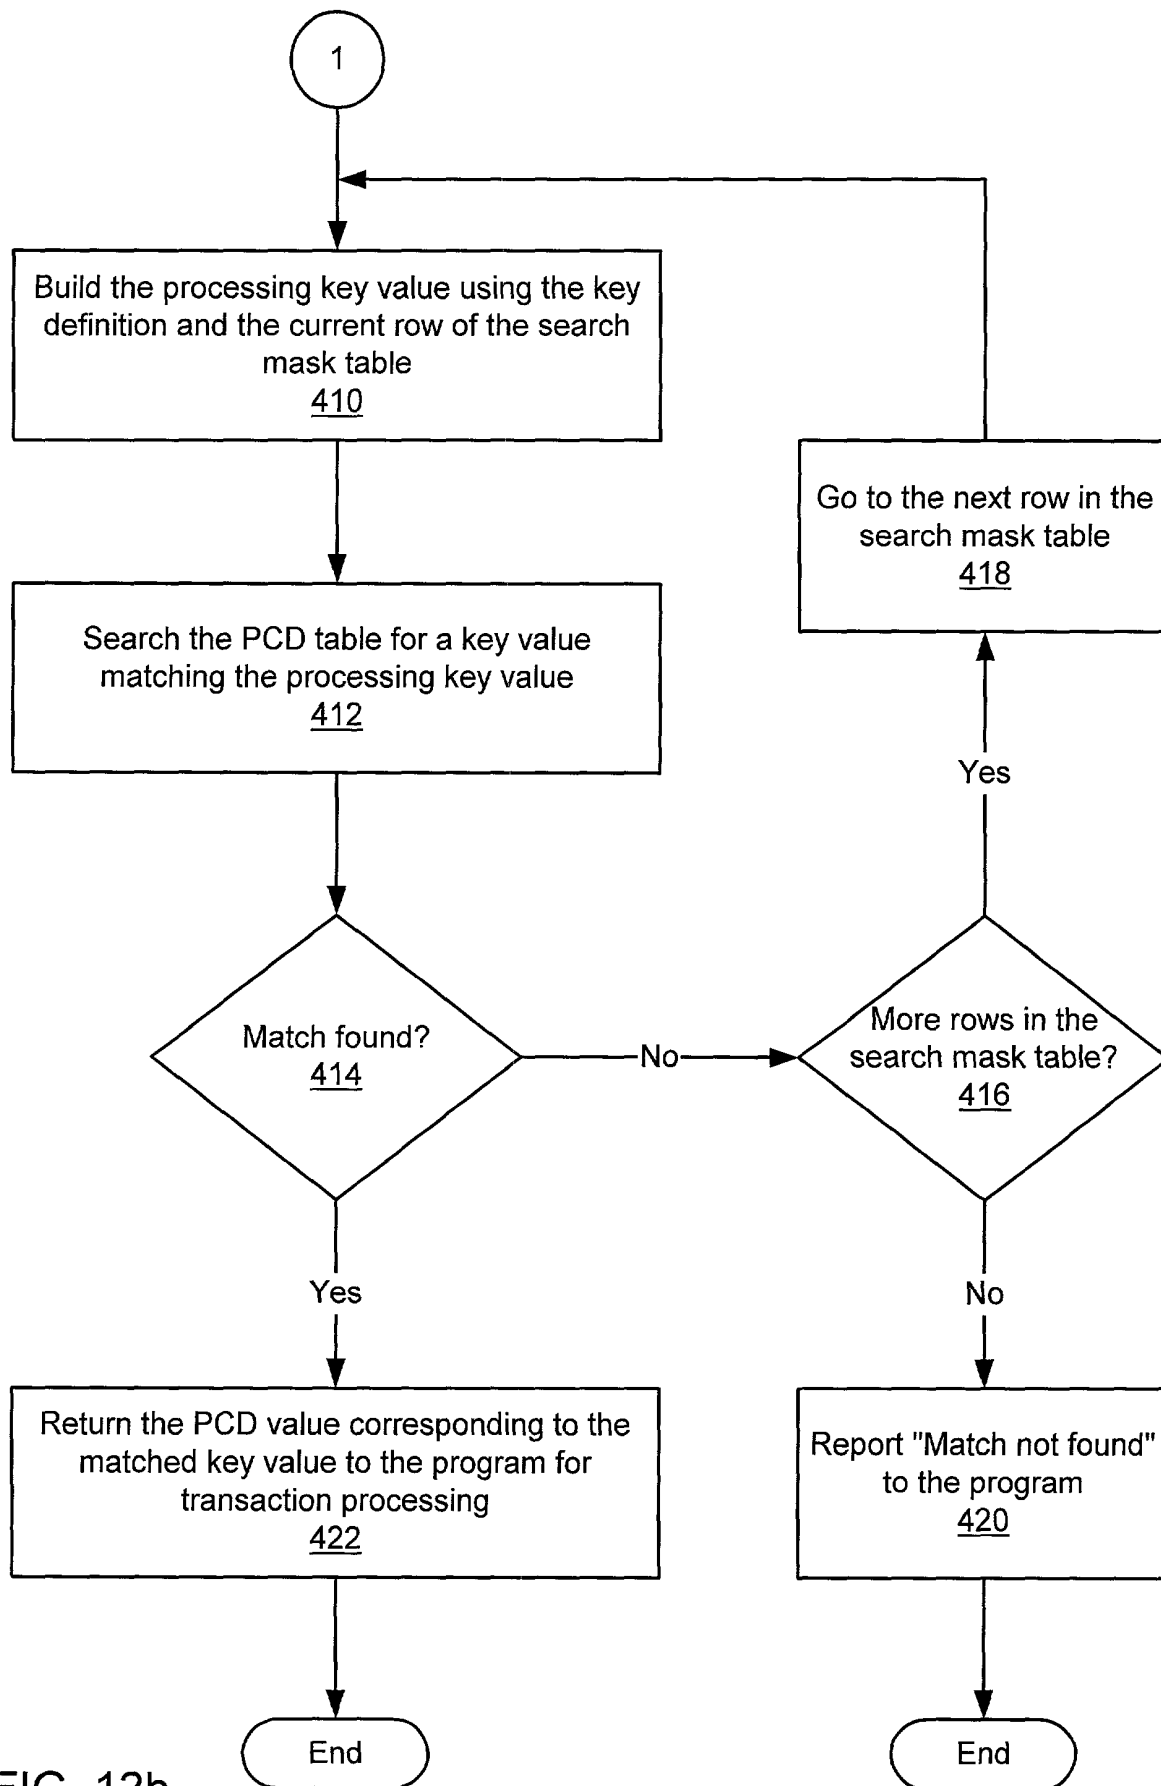 1
Build the processing key value using the key
definition and the current row of the search
mask table
410
Go to the next row in the
search mask table
418
Search the PCD table for a key value
matching the processing key value
412
Yes
Match found?
414
No
More rows in the
search mask table?
416
Yes
No
Return the PCD value corresponding to the
matched key value to the program for
transaction processing
422
Report "Match not found"
to the program
420
End
End
FIG. 12b